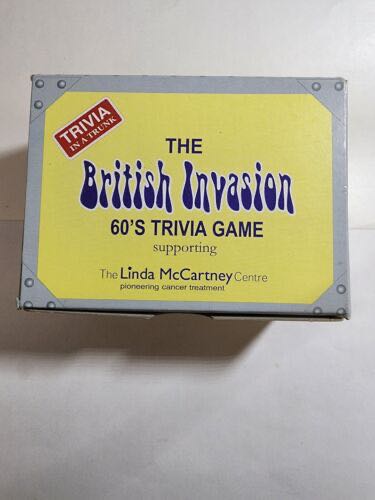 TRIVIA
IN A TRUNK
THE
British Invasion
60'S TRIVIA GAME
supporting
The Linda McCartney Centre
pioneering cancer treatment